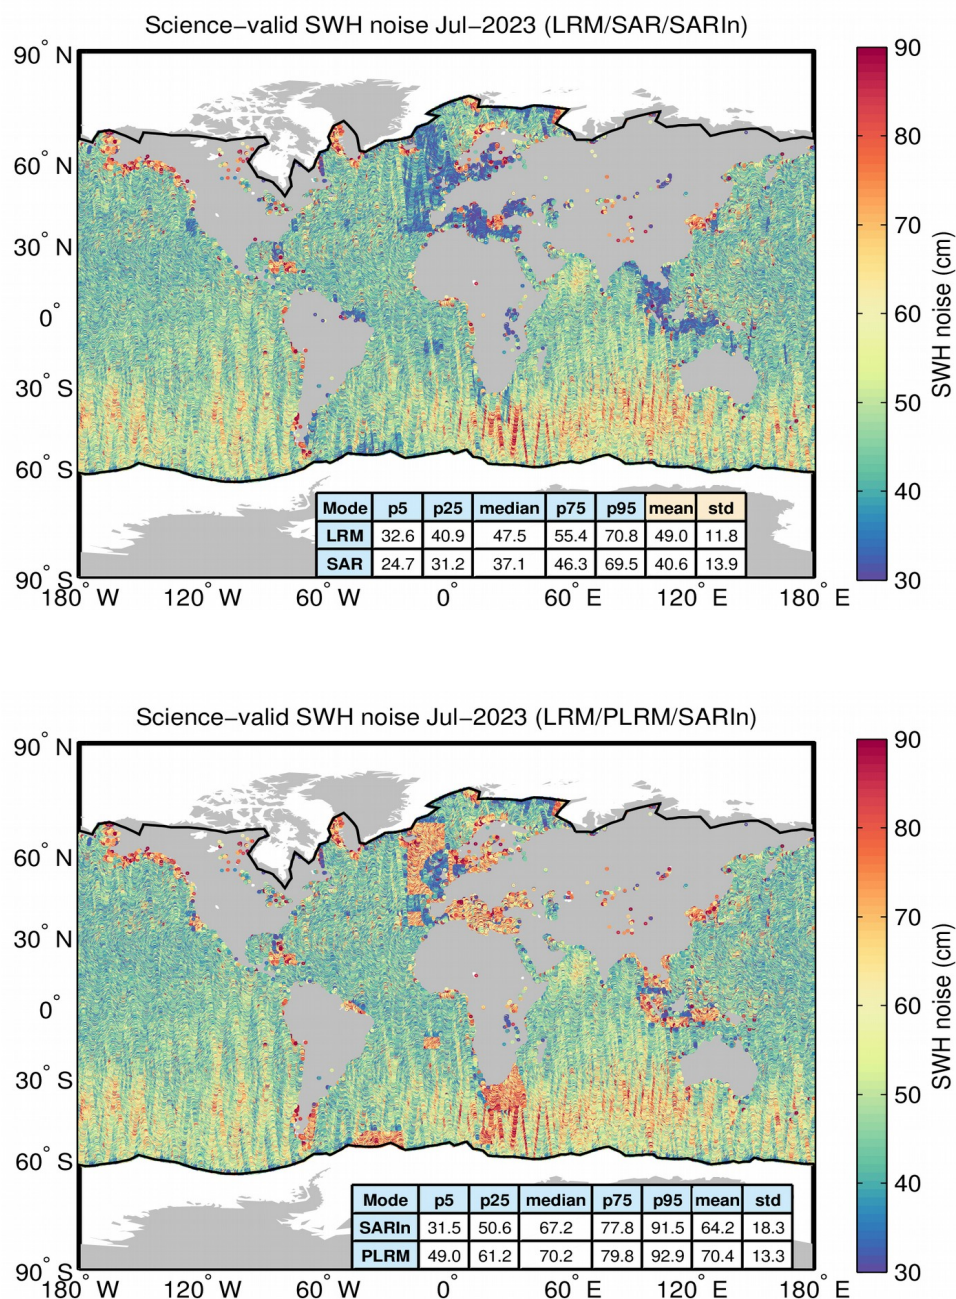 Science−valid SWH noise Jul−2023 (LRM/SAR/SARIn)
90° N
60° N
30° N
0°
30° S
60° S
90° S
180° W 120° W 60° W 0° 60° E 120° E 180° E
Mode p5 p25 median p75 p95 mean std
LRM 32.6 40.9 47.5 55.4 70.8 49.0 11.8
SAR 24.7 31.2 37.1 46.3 69.5 40.6 13.9
90
80
70
60
50
40
30
SWH noise (cm)
Science−valid SWH noise Jul−2023 (LRM/PLRM/SARIn)
90° N
60° N
30° N
0°
30° S
60° S
90° S
180° W 120° W 60° W 0° 60° E 120° E 180° E
Mode p5 p25 median p75 p95 mean std
SARIn 31.5 50.6 67.2 77.8 91.5 64.2 18.3
PLRM 49.0 61.2 70.2 79.8 92.9 70.4 13.3
90
80
70
60
50
40
30
SWH noise (cm)